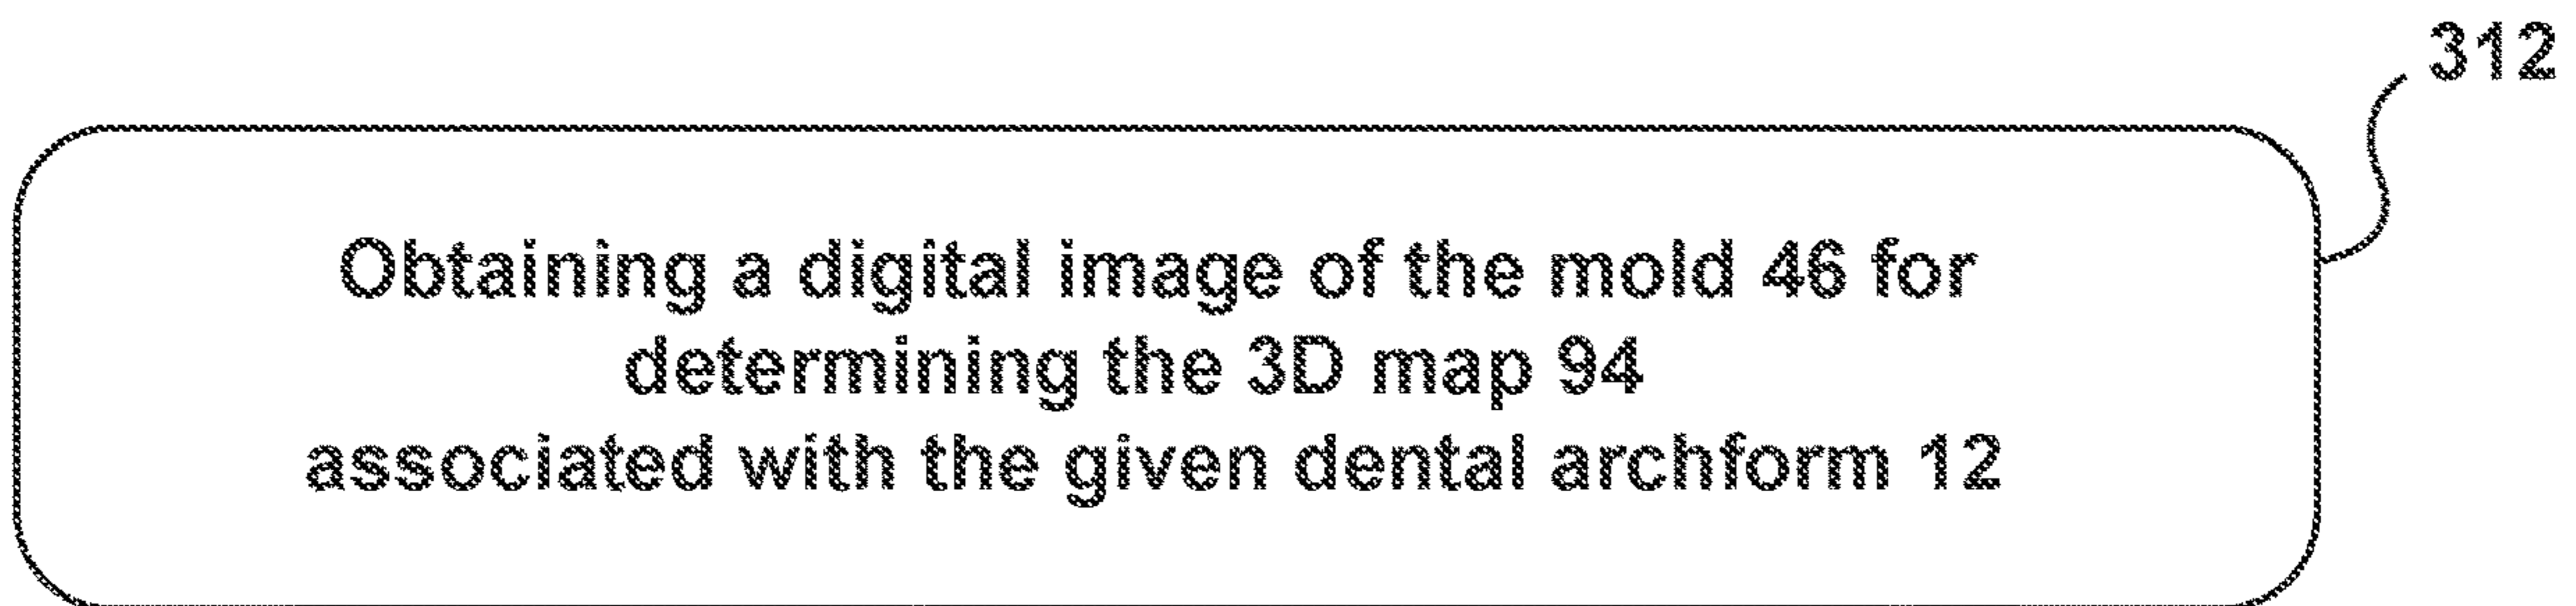 312
Obtaining a digital image of the mold 46 for
determining the 3D map 94
associated with the given dental archform 12